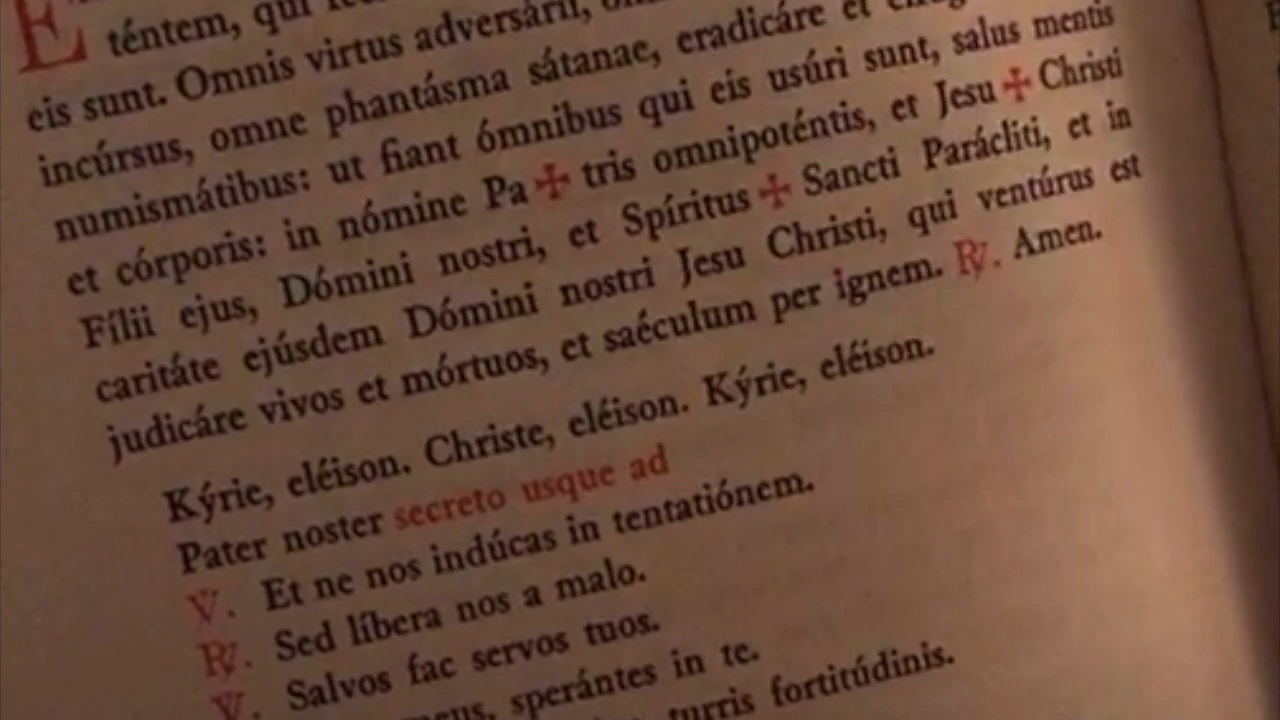 E
téntem, qui
eis sunt. Omnis virtus adversárii,
incúrsus, omne phantásma sátanae, eradicáre et
numismátibus: ut fiant ómnibus qui eis usúri sunt, salus mentis
et córporis: in nómine Pa ✠ tris omnipoténtis, et Jesu ✠ Christi
Fílii ejus, Dómini nostri, et Spíritus ✠ Sancti Parácliti, et in
caritáte ejúsdem Dómini nostri Jesu Christi, qui ventúrus est
judicáre vivos et mórtuos, et saéculum per ignem. ℟. Amen.
Kýrie, eléison. Christe, eléison. Kýrie, eléison.
Pater noster secreto usque ad
℣. Et ne nos indúcas in tentatiónem.
℟. Sed líbera nos a malo.
℣. Salvos fac servos tuos.
sperántes in te.
turris fortitúdinis.